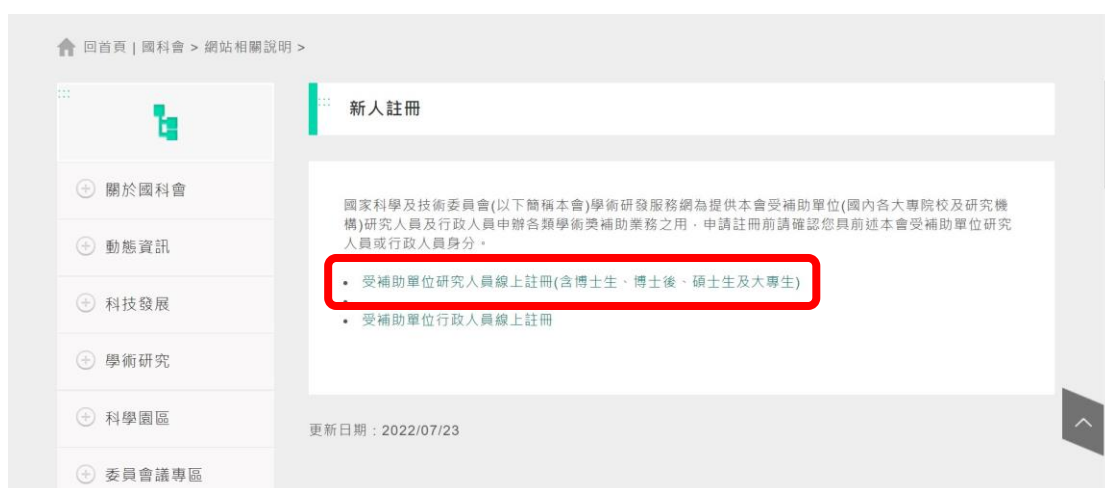 回首頁 | 國科會 > 網站相關說明 >
新人註冊
關於國科會
動態資訊
科技發展
學術研究
科學園區
委員會議專區
國家科學及技術委員會(以下簡稱本會)學術研發服務網為提供本會受補助單位(國內各大專院校及研究機
構)研究人員及行政人員申辦各類學術獎補助業務之用，申請註冊前請確認您具前述本會受補助單位研究
人員或行政人員身分。
• 受補助單位研究人員線上註冊(含博士生、博士後、碩士生及大專生)
•
• 受補助單位行政人員線上註冊
更新日期：2022/07/23